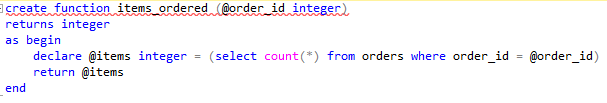 create function items_ordered (@order_id integer)
returns integer
as begin
    declare @items integer = (select count(*) from orders where order_id = @order_id)
    return @items
end